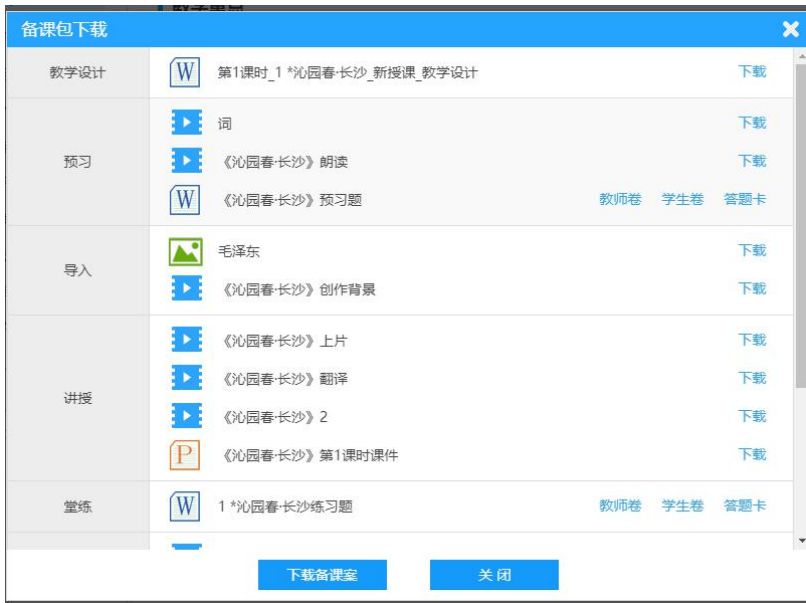 备课包下载
教学设计
第1课时_1 *沁园春·长沙_新授课_教学设计 下载
词 下载
预习
《沁园春·长沙》朗读 下载
《沁园春·长沙》预习题 教师卷 学生卷 答题卡
毛泽东 下载
导入
《沁园春·长沙》创作背景 下载
《沁园春·长沙》上片 下载
《沁园春·长沙》翻译 下载
讲授
《沁园春·长沙》2 下载
《沁园春·长沙》第1课时课件 下载
堂练
1 *沁园春·长沙练习题 教师卷 学生卷 答题卡
下载备课案 关闭